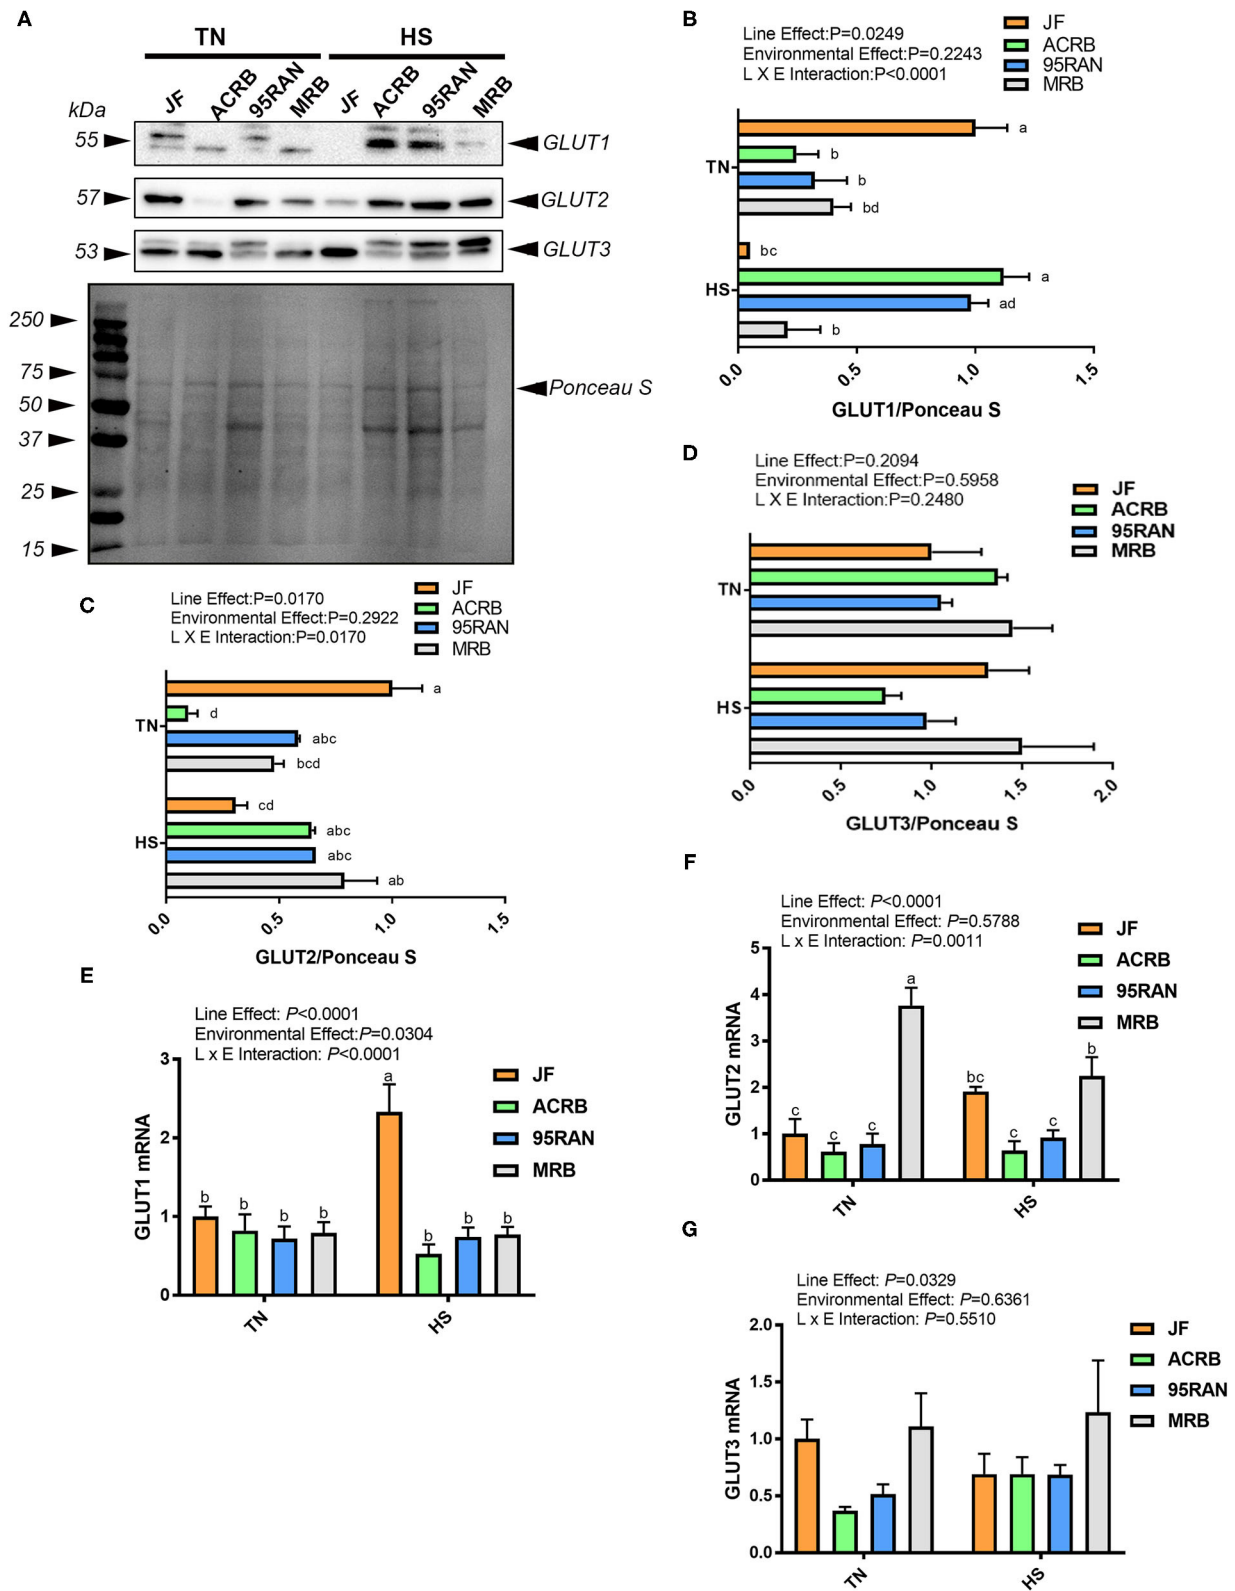 A
TN HS
kDa JF ACRB 95RAN MRB JF ACRB 95RAN MRB
55 GLUT1
57 GLUT2
53 GLUT3
250
75
Ponceau S
50
37
25
15
B
Line Effect:P=0.0249
Environmental Effect:P=0.2243
L X E Interaction:P<0.0001
JF
ACRB
95RAN
MRB
a
b
TN
b
bd
bc
a
HS
ad
b
0.0 0.5 1.0 1.5
GLUT1/Ponceau S
C
Line Effect:P=0.0170
Environmental Effect:P=0.2922
L X E Interaction:P=0.0170
JF
ACRB
95RAN
MRB
a
d
TN
abc
bcd
cd
abc
HS
abc
ab
0.0 0.5 1.0 1.5
GLUT2/Ponceau S
D
Line Effect:P=0.2094
Environmental Effect:P=0.5958
L X E Interaction:P=0.2480
JF
ACRB
95RAN
MRB
TN
HS
0.0 0.5 1.0 1.5 2.0
GLUT3/Ponceau S
E
Line Effect: P<0.0001
Environmental Effect:P=0.0304
L x E Interaction: P<0.0001
JF
ACRB
95RAN
MRB
3
2
1
0
GLUT1 mRNA
b b b b a b b b
TN HS
F
Line Effect: P<0.0001
Environmental Effect: P=0.5788
L x E Interaction: P=0.0011
JF
ACRB
95RAN
MRB
5
4
3
2
1
0
GLUT2 mRNA
c c c a bc c c b
TN HS
G
Line Effect: P=0.0329
Environmental Effect: P=0.6361
L x E Interaction: P=0.5510
JF
ACRB
95RAN
MRB
2.0
1.5
1.0
0.5
0.0
GLUT3 mRNA
TN HS